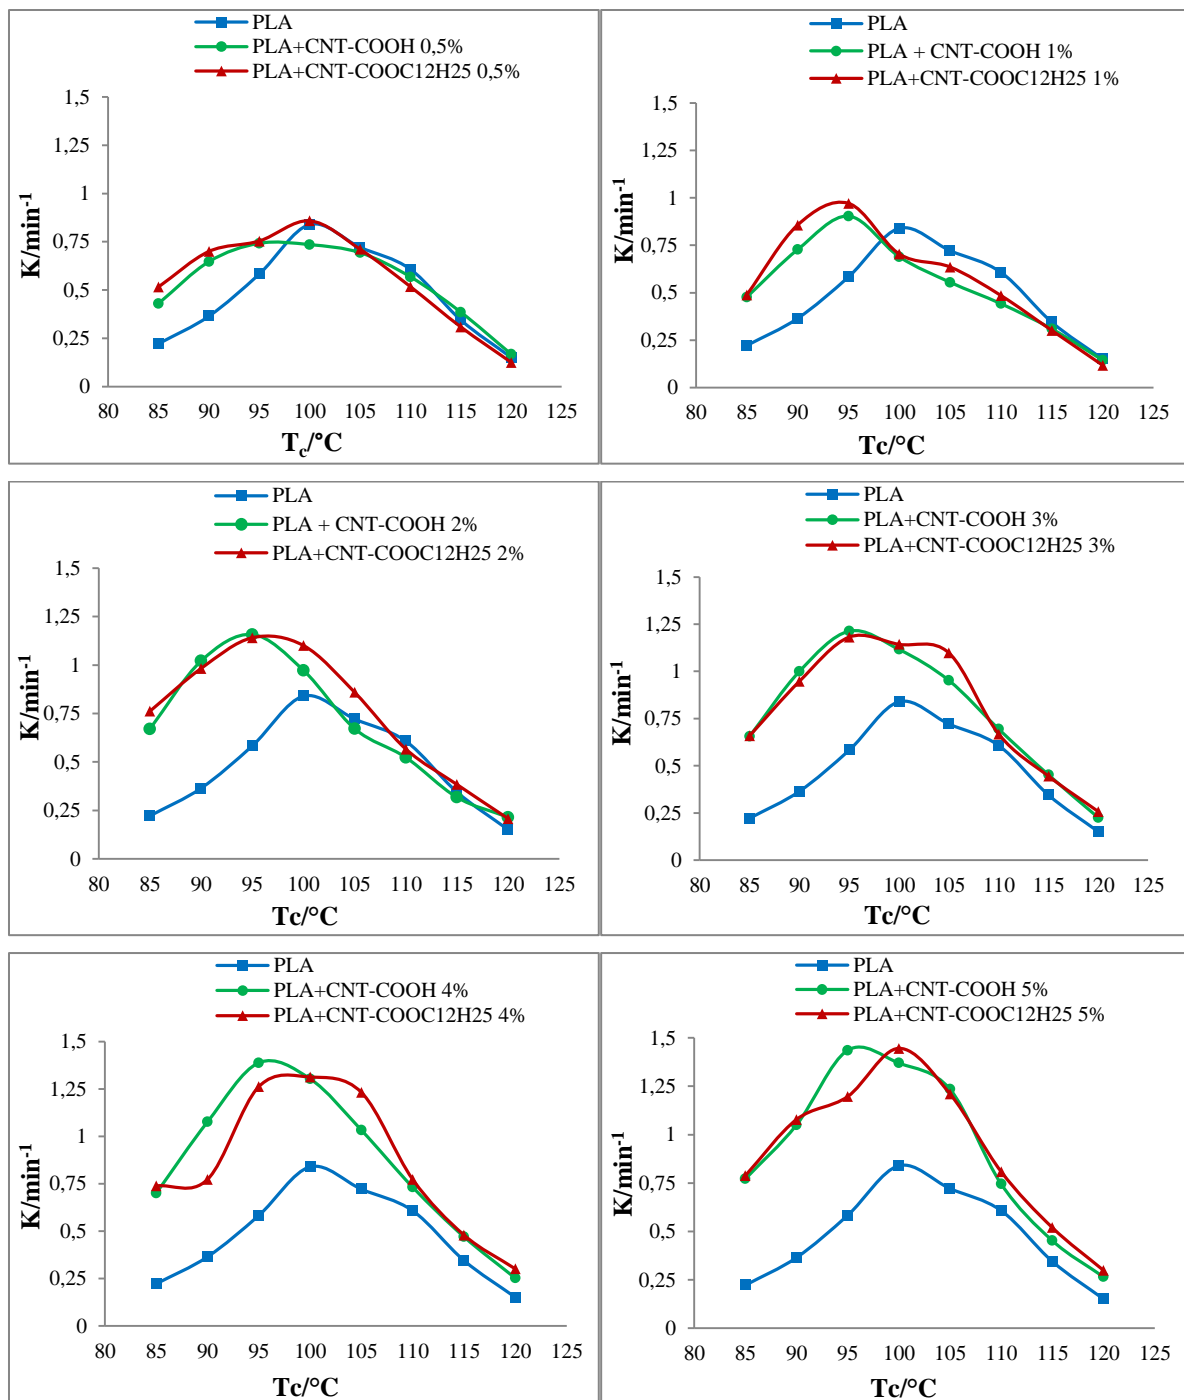 PLA
PLA+CNT-COOH 0,5%
PLA+CNT-COOC12H25 0,5%
1,5
1,25
1
0,75
0,5
0,25
0
K/min-1
80 85 90 95 100 105 110 115 120 125
Tc/°C
PLA
PLA + CNT-COOH 1%
PLA+CNT-COOC12H25 1%
1,5
1,25
1
0,75
0,5
0,25
0
K/min-1
80 85 90 95 100 105 110 115 120 125
Tc/°C
PLA
PLA + CNT-COOH 2%
PLA+CNT-COOC12H25 2%
1,5
1,25
1
0,75
0,5
0,25
0
K/min-1
80 85 90 95 100 105 110 115 120 125
Tc/°C
PLA
PLA+CNT-COOH 3%
PLA+CNT-COOC12H25 3%
1,5
1,25
1
0,75
0,5
0,25
0
K/min-1
80 85 90 95 100 105 110 115 120 125
Tc/°C
PLA
PLA+CNT-COOH 4%
PLA+CNT-COOC12H25 4%
1,5
1,25
1
0,75
0,5
0,25
0
K/min-1
80 85 90 95 100 105 110 115 120 125
Tc/°C
PLA
PLA+CNT-COOH 5%
PLA+CNT-COOC12H25 5%
1,5
1,25
1
0,75
0,5
0,25
0
K/min-1
80 85 90 95 100 105 110 115 120 125
Tc/°C